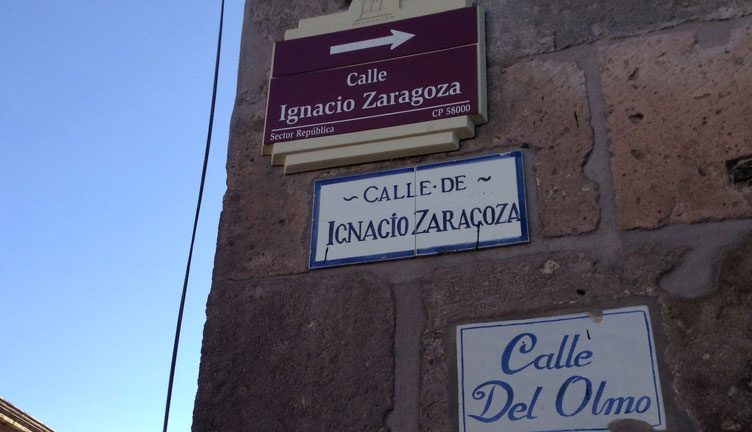 Calle
Ignacio Zaragoza
Sector República
CP 58000
~ CALLE·DE ~
IGNACIO ZARAGOZA
Calle
Del Olmo